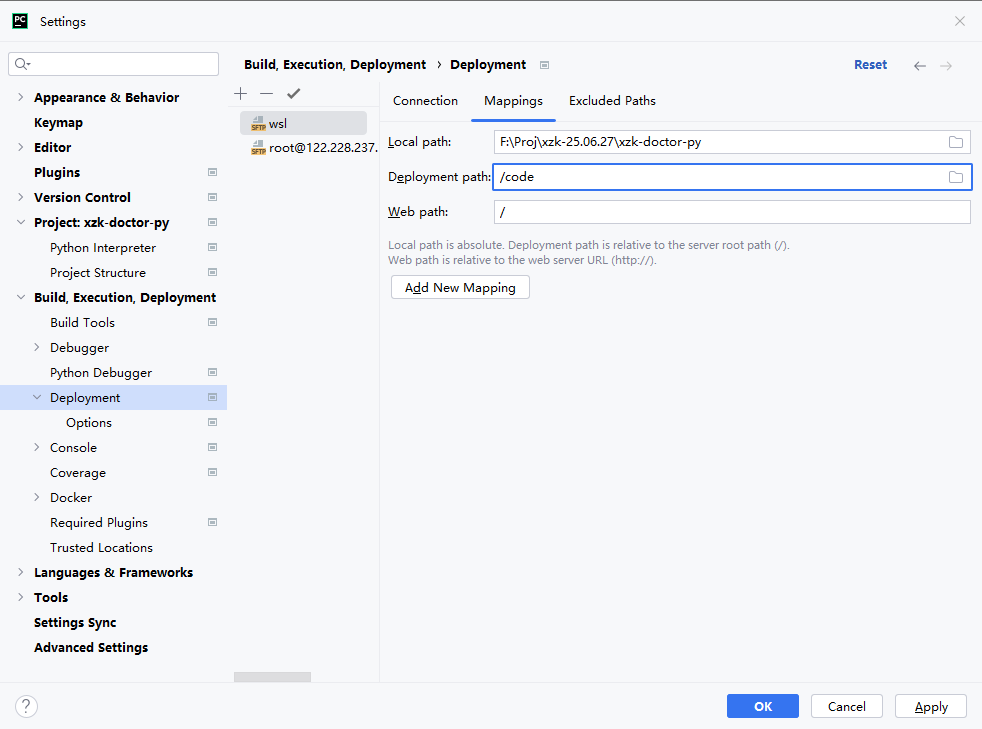 PC
Settings
Build, Execution, Deployment › Deployment
Reset
Appearance & Behavior
Keymap
Editor
Plugins
Version Control
Project: xzk-doctor-py
Python Interpreter
Project Structure
Build, Execution, Deployment
Build Tools
Debugger
Python Debugger
Deployment
Options
Console
Coverage
Docker
Required Plugins
Trusted Locations
Languages & Frameworks
Tools
Settings Sync
Advanced Settings
SFTP wsl
SFTP root@122.228.237.
Connection Mappings Excluded Paths
Local path: F:\Proj\xzk-25.06.27\xzk-doctor-py
Deployment path: /code
Web path: /
Local path is absolute. Deployment path is relative to the server root path (/).
Web path is relative to the web server URL (http://).
Add New Mapping
?
OK Cancel Apply